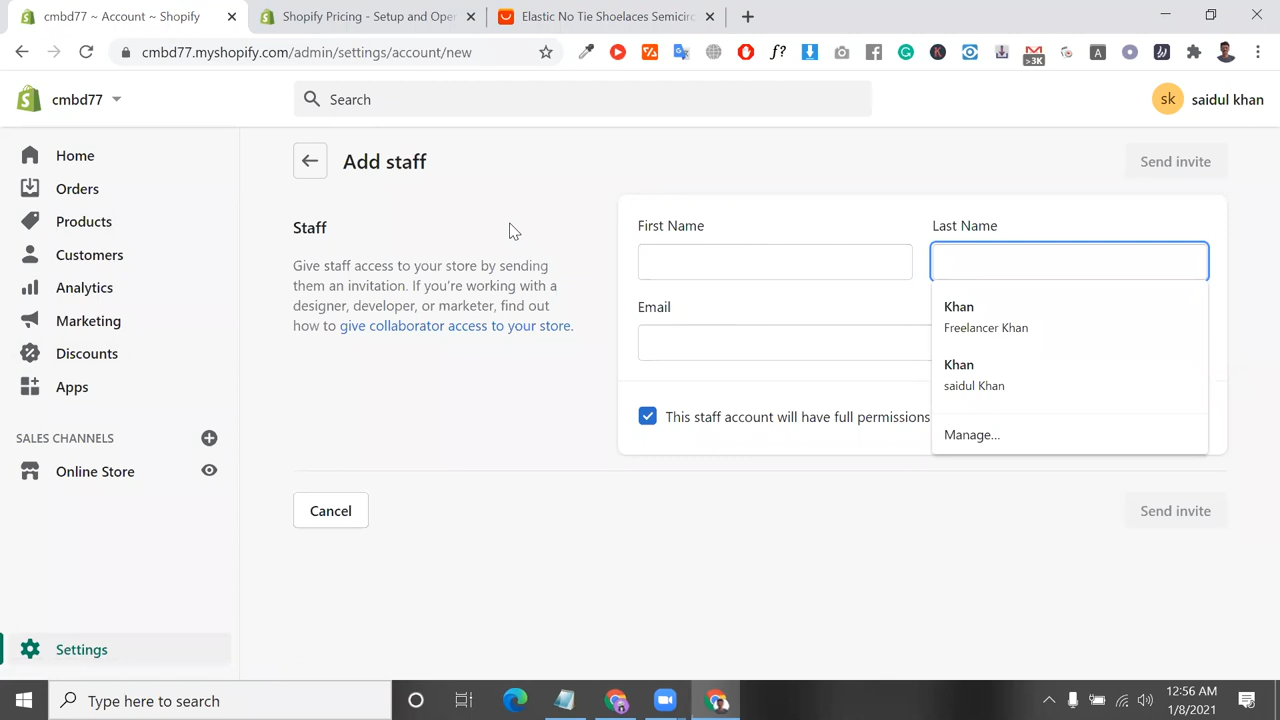 cmbd77 ~ Account ~ Shopify
Shopify Pricing - Setup and Oper
Elastic No Tie Shoelaces Semicirc
cmbd77.myshopify.com/admin/settings/account/new
f?
>3K
A
cmbd77
Search
sk
saidul khan
Home
Orders
Products
Customers
Analytics
Marketing
Discounts
Apps
SALES CHANNELS
Online Store
Settings
Add staff
Send invite
Staff
Give staff access to your store by sending
them an invitation. If you're working with a
designer, developer, or marketer, find out
how to give collaborator access to your store.
First Name
Last Name
Khan
Freelancer Khan
Khan
saidul Khan
Manage...
Email
This staff account will have full permissions
Cancel
Send invite
Type here to search
12:56 AM
1/8/2021